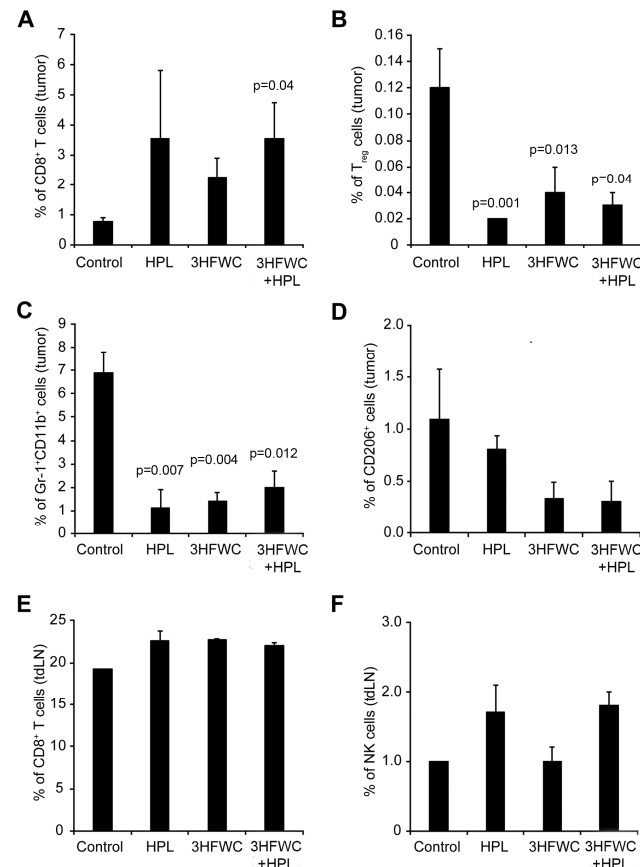 A
% of CD8⁺ T cells (tumor)
7
6
5
4
3
2
1
0
p=0.04
Control
HPL
3HFWC
3HFWC
+HPL
B
% of Treg cells (tumor)
0.16
0.14
0.12
0.10
0.08
0.06
0.04
0.02
0
p=0.001
p=0.013
p=0.04
Control
HPL
3HFWC
3HFWC
+HPL
C
% of Gr-1⁺CD11b⁺ cells (tumor)
9
8
7
6
5
4
3
2
1
0
p=0.007
p=0.004
p=0.012
Control
HPL
3HFWC
3HFWC
+HPL
D
% of CD206⁺ cells (tumor)
2.0
1.5
1.0
0.5
0.0
Control
HPL
3HFWC
3HFWC
+HPL
E
% of CD8⁺ T cells (tdLN)
25
20
15
10
5
0
Control
HPL
3HFWC
3HFWC
+HPL
F
% of NK cells (tdLN)
3.0
2.0
1.0
0
Control
HPL
3HFWC
3HFWC
+HPL